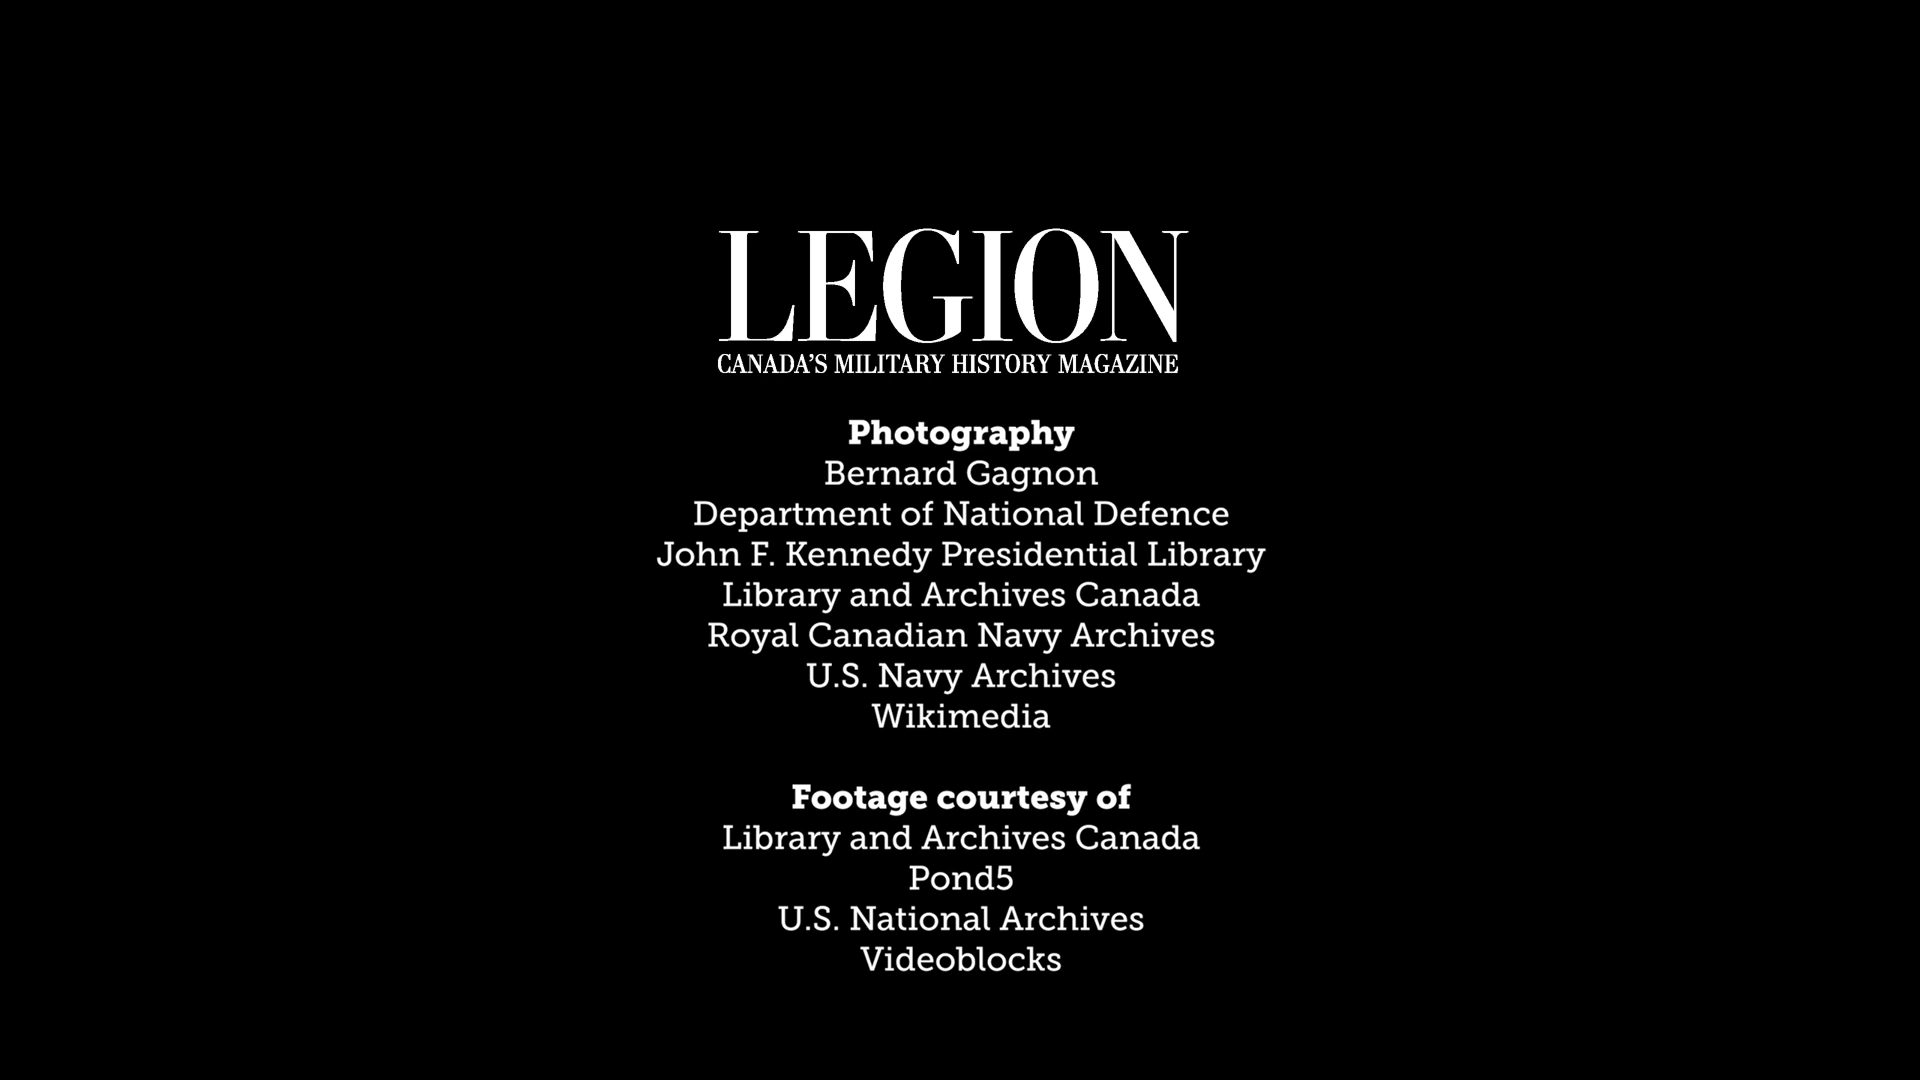 LEGION
CANADA'S MILITARY HISTORY MAGAZINE
Photography
Bernard Gagnon
Department of National Defence
John F. Kennedy Presidential Library
Library and Archives Canada
Royal Canadian Navy Archives
U.S. Navy Archives
Wikimedia
Footage courtesy of
Library and Archives Canada
Pond5
U.S. National Archives
Videoblocks